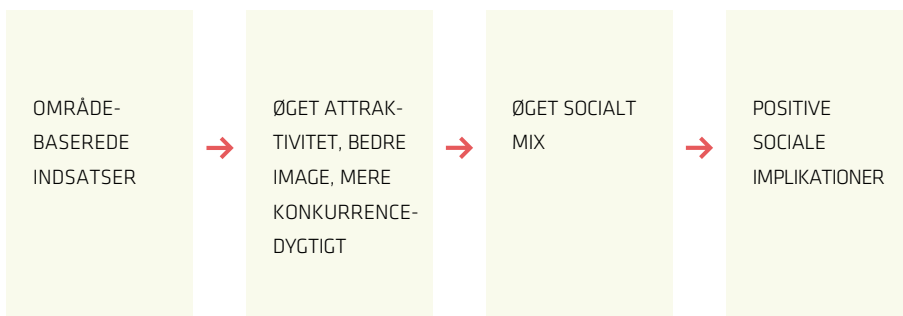 OMRÅDE-
BASEREDE
INDSATSER
ØGET ATTRAK-
TIVITET, BEDRE
IMAGE, MERE
KONKURRENCE-
DYGTIGT
ØGET SOCIALT
MIX
POSITIVE
SOCIALE
IMPLIKATIONER